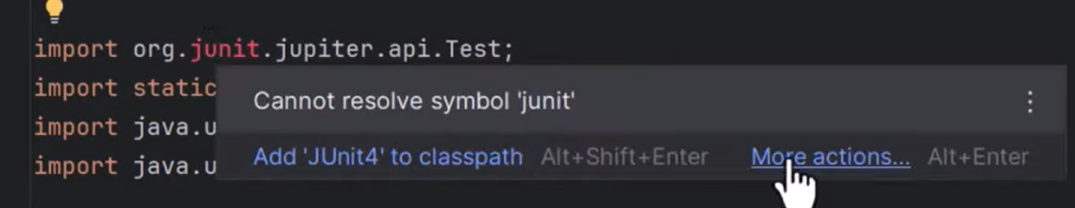 import org.junit.jupiter.api.Test;
import static
Cannot resolve symbol 'junit'
import java.u
Add 'JUnit4' to classpath Alt+Shift+Enter More actions... Alt+Enter
import java.u